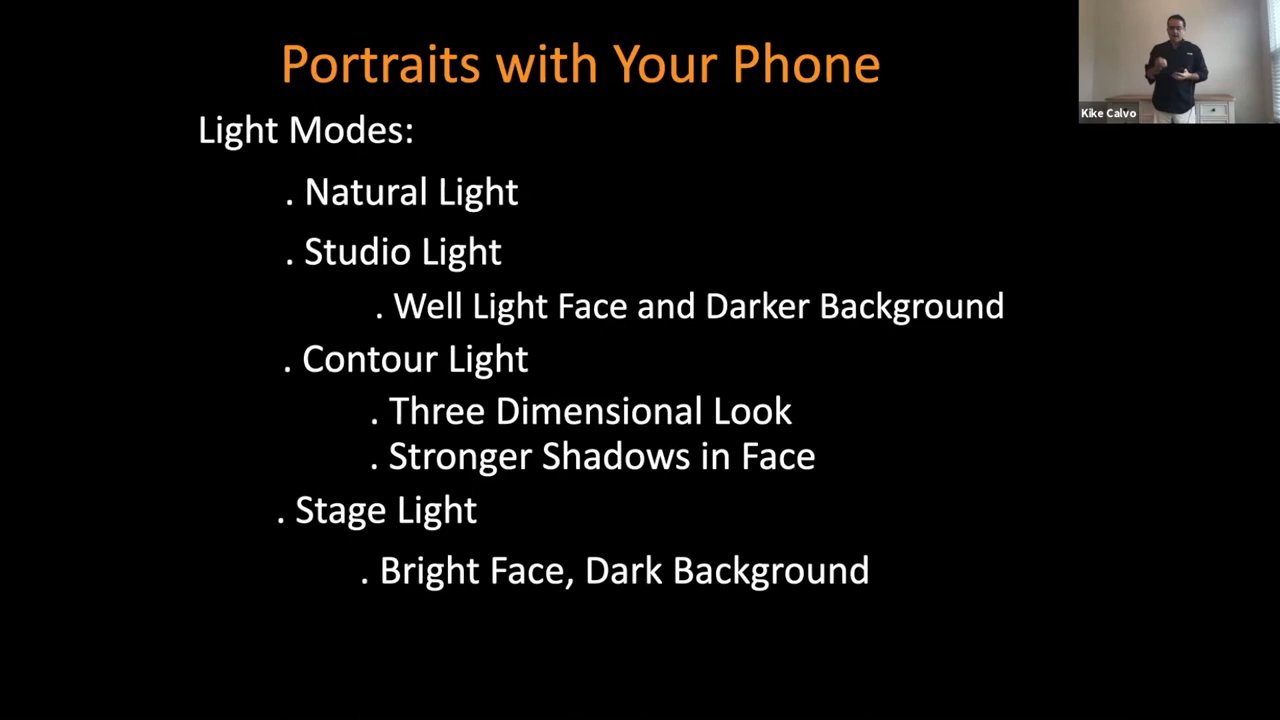 Portraits with Your Phone
Kike Calvo
Light Modes:
. Natural Light
. Studio Light
. Well Light Face and Darker Background
. Contour Light
. Three Dimensional Look
. Stronger Shadows in Face
. Stage Light
. Bright Face, Dark Background